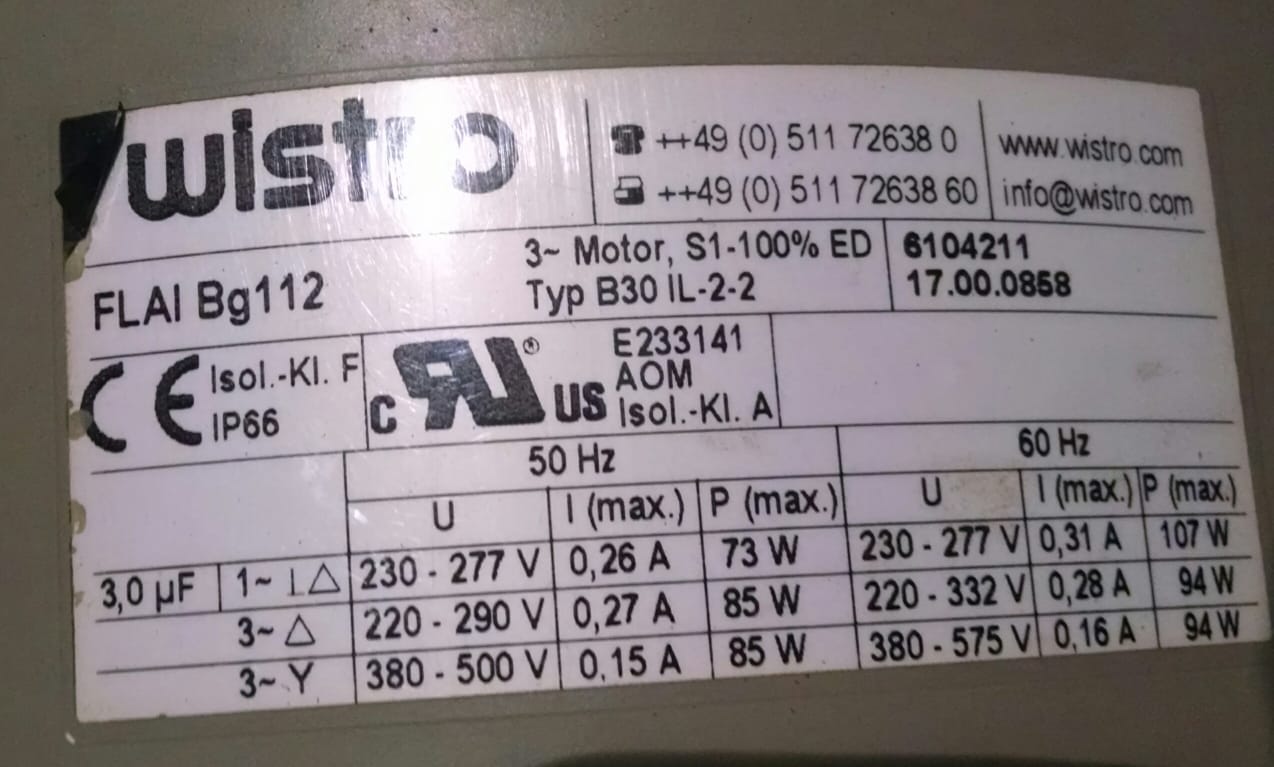 wistro
++49 (0) 511 72638 0
++49 (0) 511 72638 60
www.wistro.com
info@wistro.com
FLAI Bg112
3~ Motor, S1-100% ED
Typ B30 IL-2-2
6104211
17.00.0858
CE Isol.-Kl. F
IP66
c RU ® US
E233141
AOM
Isol.-Kl. A
50 Hz 60 Hz
U I (max.) P (max.) U I (max.) P (max.)
3,0 µF 1~ ⊥ △ 230 - 277 V 0,26 A 73 W 230 - 277 V 0,31 A 107 W
3~ △ 220 - 290 V 0,27 A 85 W 220 - 332 V 0,28 A 94 W
3~ Y 380 - 500 V 0,15 A 85 W 380 - 575 V 0,16 A 94 W